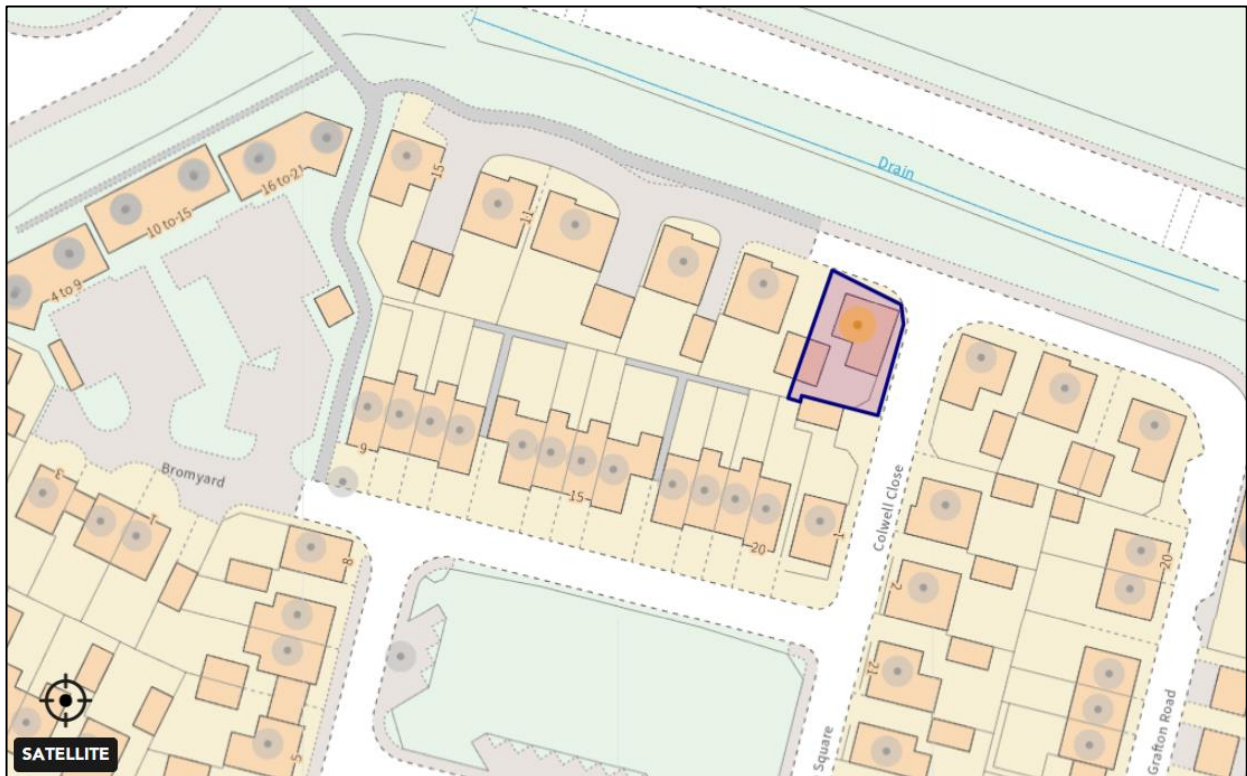 Drain
15
16 to 21
11
10 to 15
4 to 9
9
Bromyard
3
1
8
15
20
1
Colwell Close
2
20
21
5
Square
Grafton Road
SATELLITE